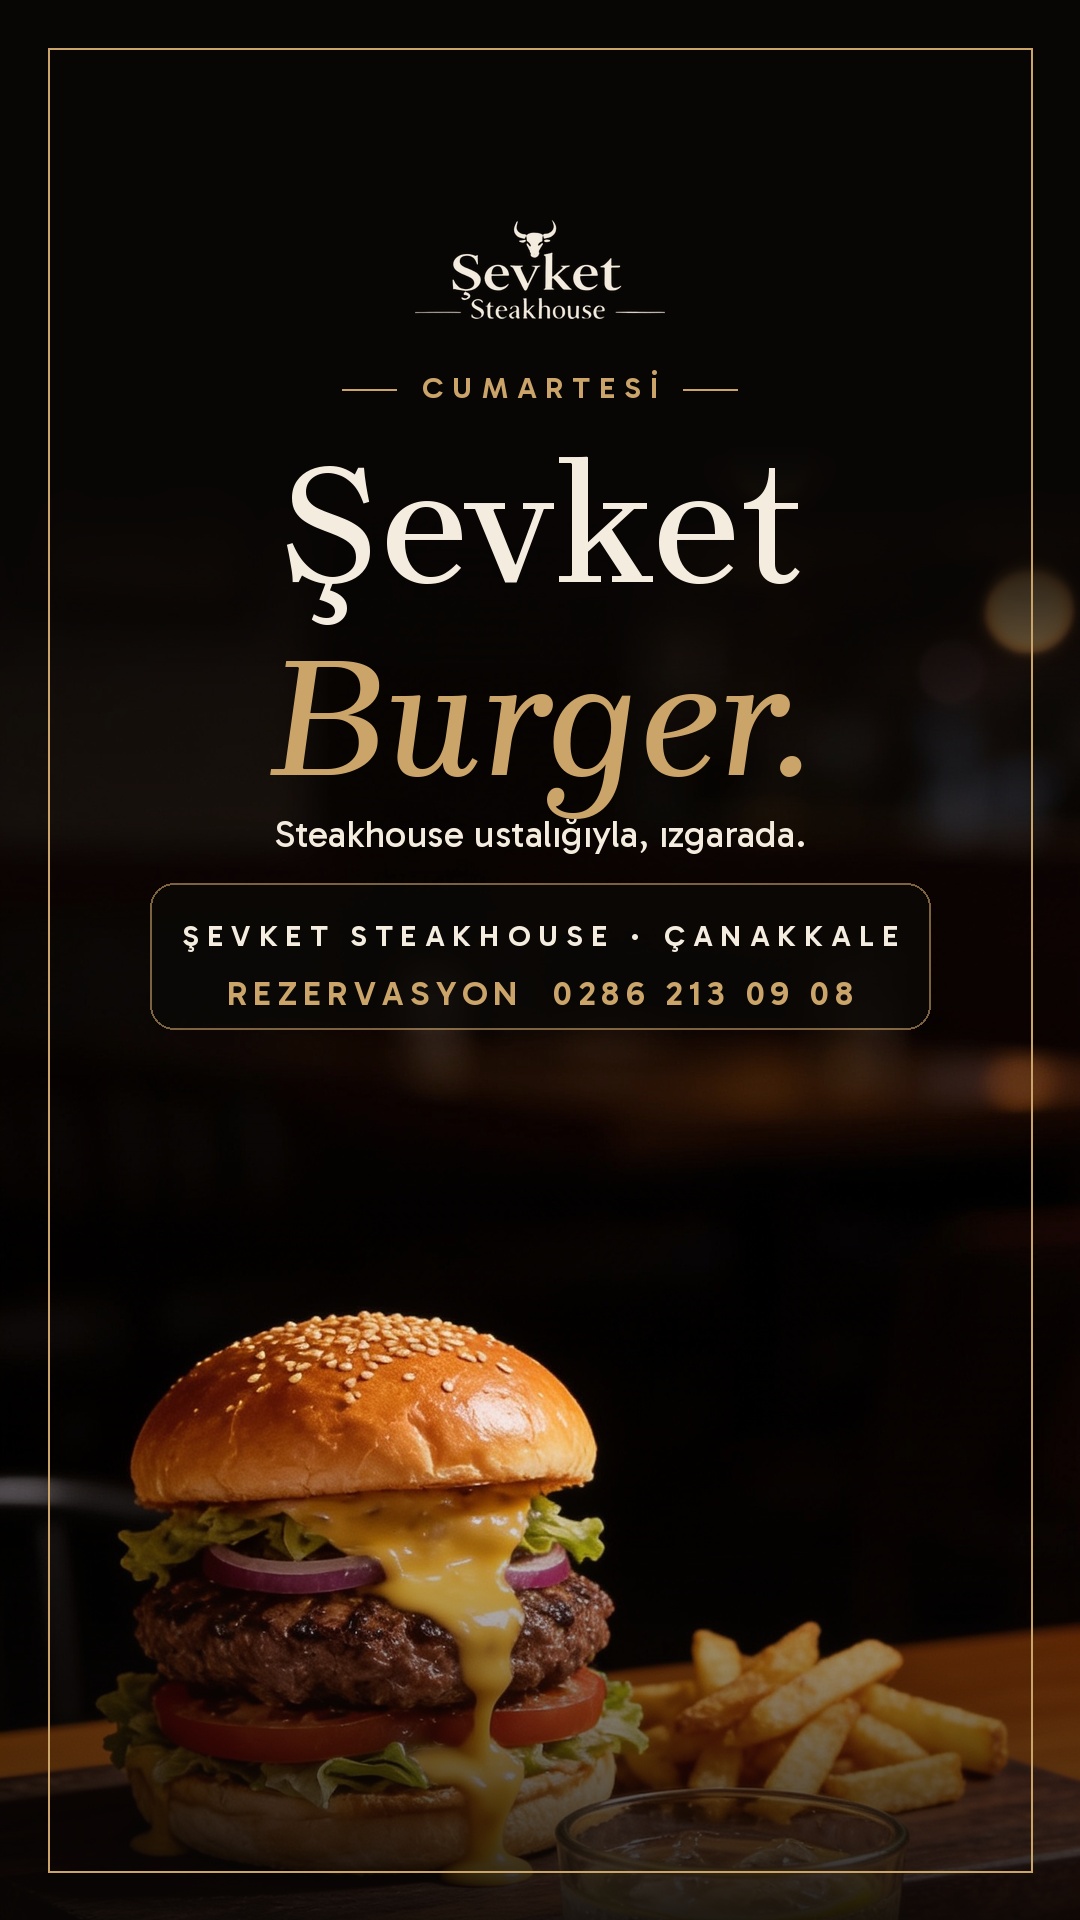 Şevket
Steakhouse
CUMARTESİ
Şevket
Burger.
Steakhouse ustalığıyla, ızgarada.
ŞEVKET STEAKHOUSE · ÇANAKKALE
REZERVASYON 0286 213 09 08